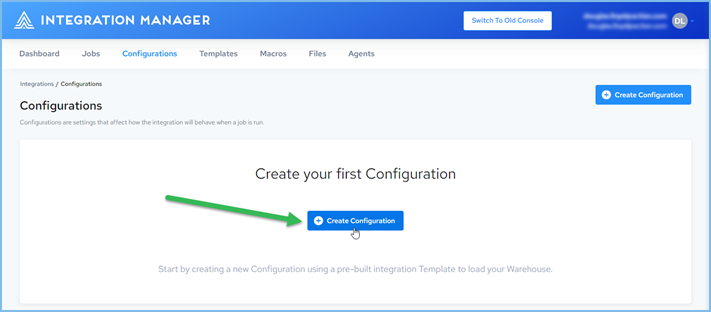 INTEGRATION MANAGER
Switch To Old Console
DL
Dashboard Jobs Configurations Templates Macros Files Agents
Integrations / Configurations
Configurations
Create Configuration
Configurations are settings that affect how the integration will behave when a job is run.
Create your first Configuration
Create Configuration
Start by creating a new Configuration using a pre-built integration Template to load your Warehouse.